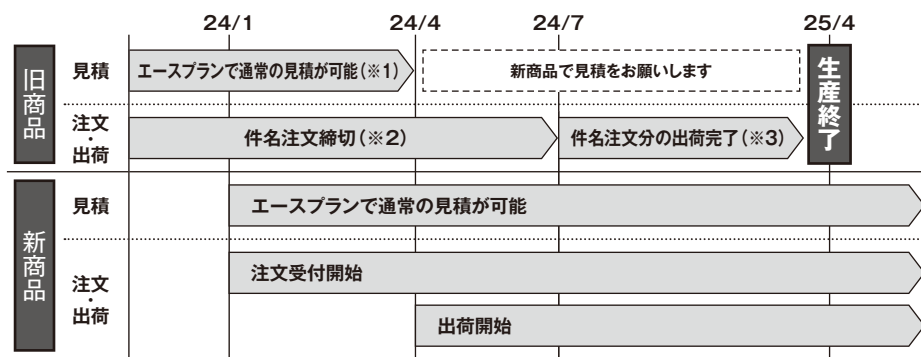 24/1 24/4 24/7 25/4
旧商品
見積
エースプランで通常の見積が可能(※1)
新商品で見積をお願いします
注文・出荷
件名注文締切(※2)
件名注文分の出荷完了(※3)
生産終了
新商品
見積
エースプランで通常の見積が可能
注文・出荷
注文受付開始
出荷開始